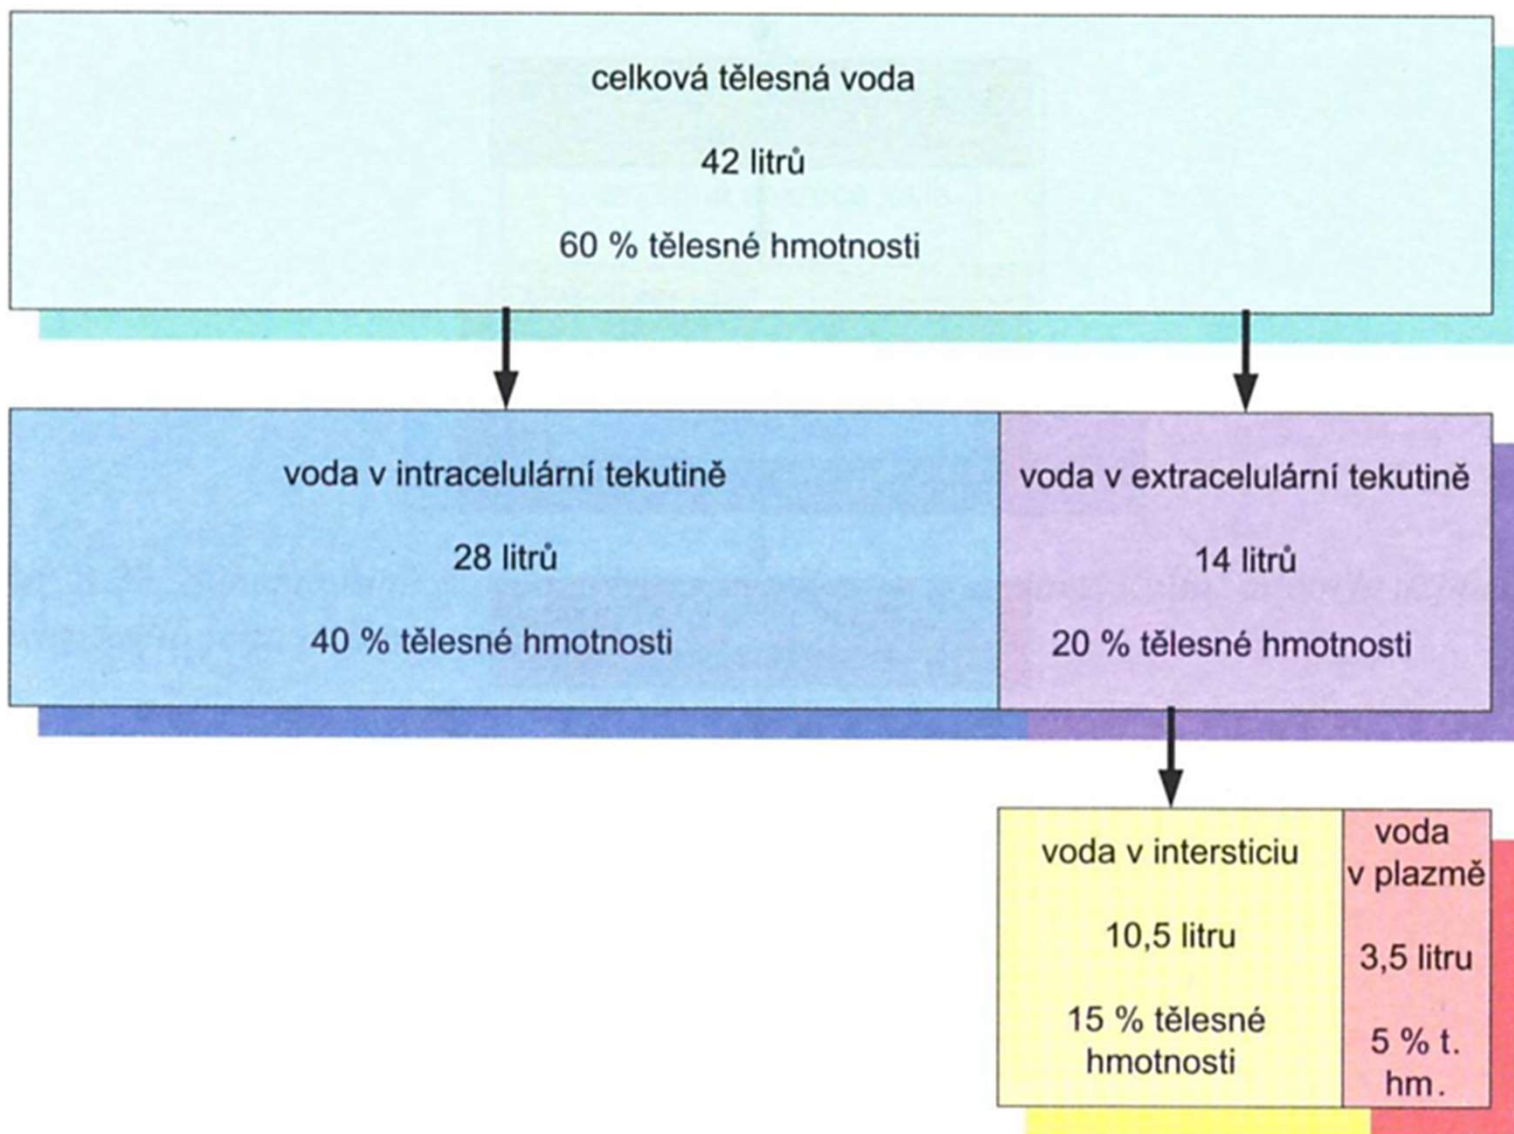 celková tělesná voda
42 litrů
60 % tělesné hmotnosti
voda v intracelulární tekutině
28 litrů
40 % tělesné hmotnosti
voda v extracelulární tekutině
14 litrů
20 % tělesné hmotnosti
voda v intersticiu
10,5 litru
15 % tělesné
hmotnosti
voda
v plazmě
3,5 litru
5 % t.
hm.